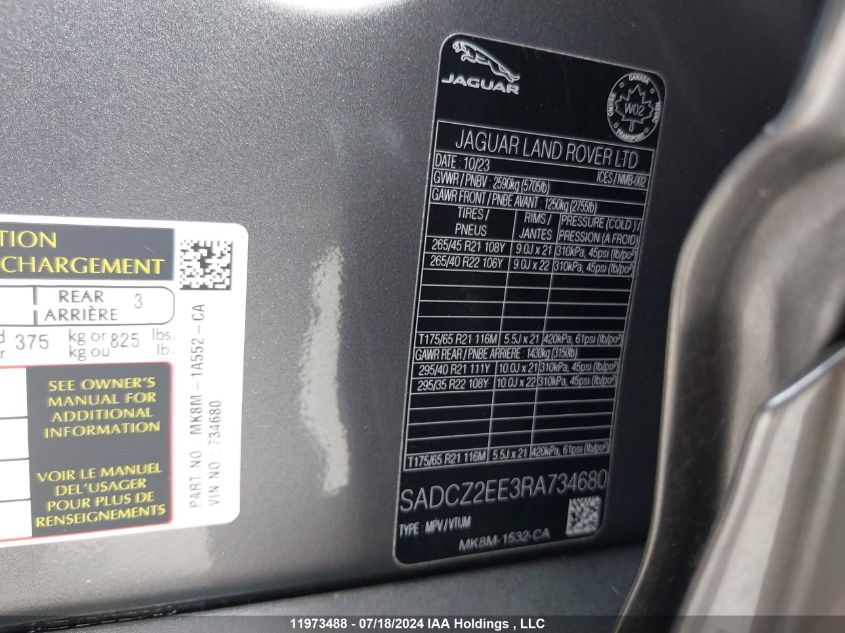 TION
CHARGEMENT
REAR
ARRIÈRE 3
375 kg or 825 lbs.
kg ou lb.
SEE OWNER'S
MANUAL FOR
ADDITIONAL
INFORMATION
VOIR LE MANUEL
DEL'USAGER
POUR PLUS DE
RENSEIGNEMENTS
PART NO : MK8M - 1A552 - CA
VIN NO : 734680
JAGUAR
CANADA
W02
TRANSPORT
JAGUAR LAND ROVER LTD
DATE : 10/23 ICES / NMB-002
GVWR / PNBV : 2590kg (5705lb)
GAWR FRONT / PNBE AVANT : 1250kg (2755lb)
TIRES / RIMS / PRESSURE (COLD) /
PNEUS JANTES PRESSION (A FROID)
265/45 R21 108Y 9.0J x 21 310kPa, 45psi (lb/po²)
265/40 R22 106Y 9.0J x 22 310kPa, 45psi (lb/po²)
T175/65 R21 116M 5.5J x 21 420kPa, 61psi (lb/po²)
GAWR REAR / PNBE ARRIERE : 1430kg (3150lb)
295/40 R21 111Y 10.0J x 21 310kPa, 45psi (lb/po²)
295/35 R22 108Y 10.0J x 22 310kPa, 45psi (lb/po²)
T175/65 R21 116M 5.5J x 21 420kPa, 61psi (lb/po²)
SADCZ2EE3RA734680
TYPE : MPV / VTUM
MK8M-1532-CA
11973488 - 07/18/2024 IAA Holdings , LLC